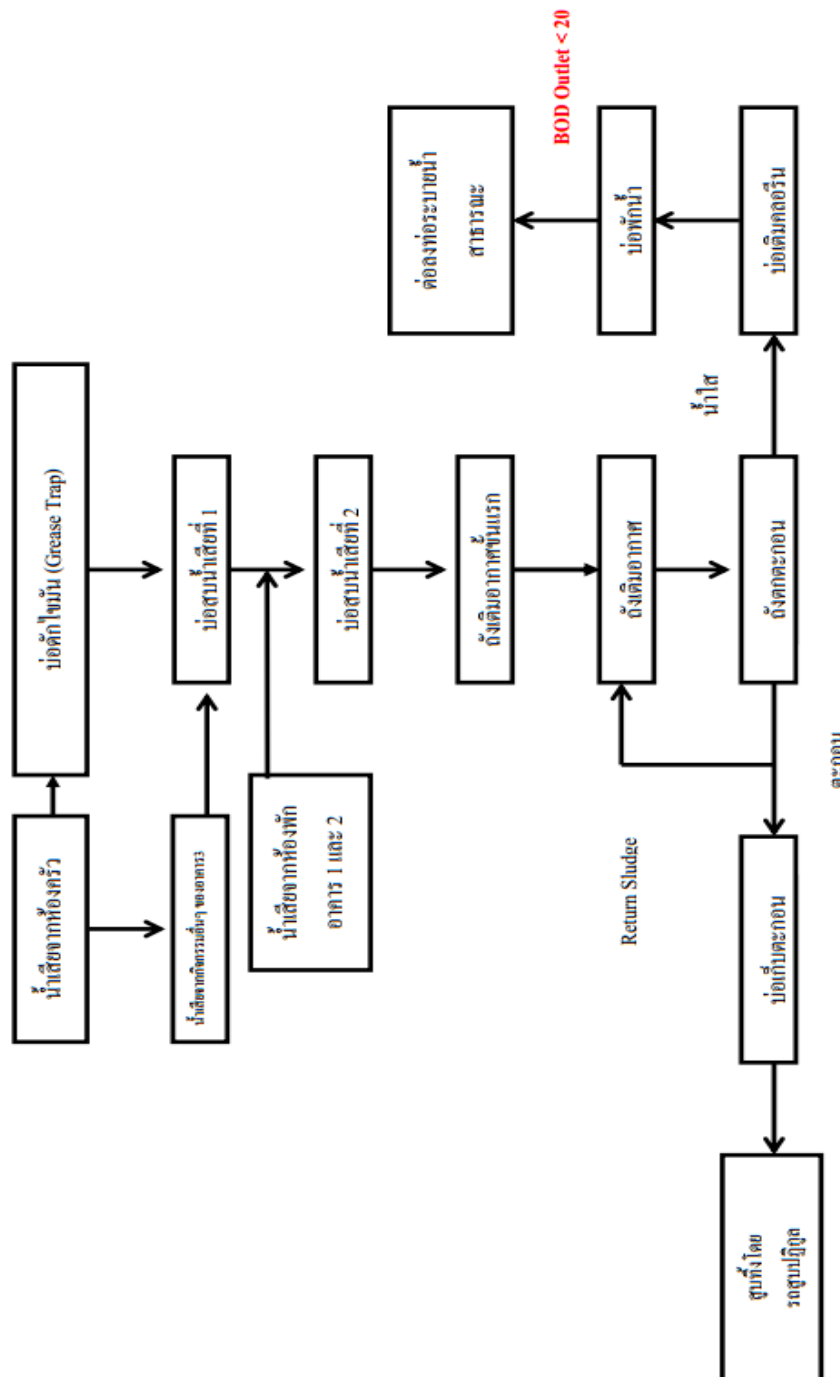 น้ำเสียจากห้องครัว
บ่อดักไขมัน (Grease Trap)
น้ำเสียจากกิจกรรมอื่นๆ ของอาคาร3
บ่อสูบน้ำเสียที่ 1
น้ำเสียจากห้องพัก
อาคาร 1 และ 2
บ่อสูบน้ำเสียที่ 2
ถังเติมอากาศขั้นแรก
ถังเติมอากาศ
Return Sludge
ถังตกตะกอน
ตะกอน
บ่อเก็บตะกอน
สูบทิ้งโดย
รถสูบปฏิกูล
น้ำใส
บ่อเติมคลอรีน
บ่อพักน้ำ
BOD Outlet < 20
ต่อลงท่อระบายน้ำ
สาธารณะ